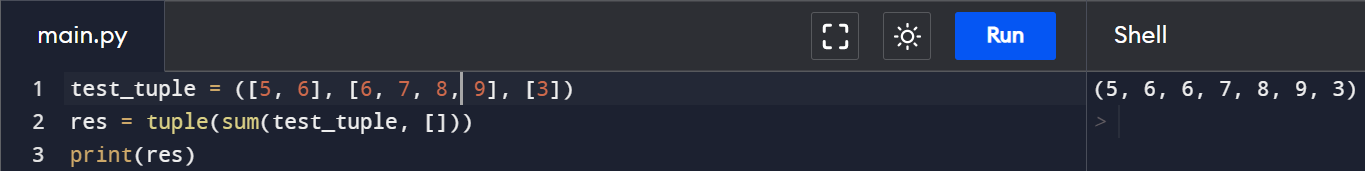 main.py Run Shell
1 test_tuple = ([5, 6], [6, 7, 8, 9], [3]) (5, 6, 6, 7, 8, 9, 3)
2 res = tuple(sum(test_tuple, [])) >
3 print(res)